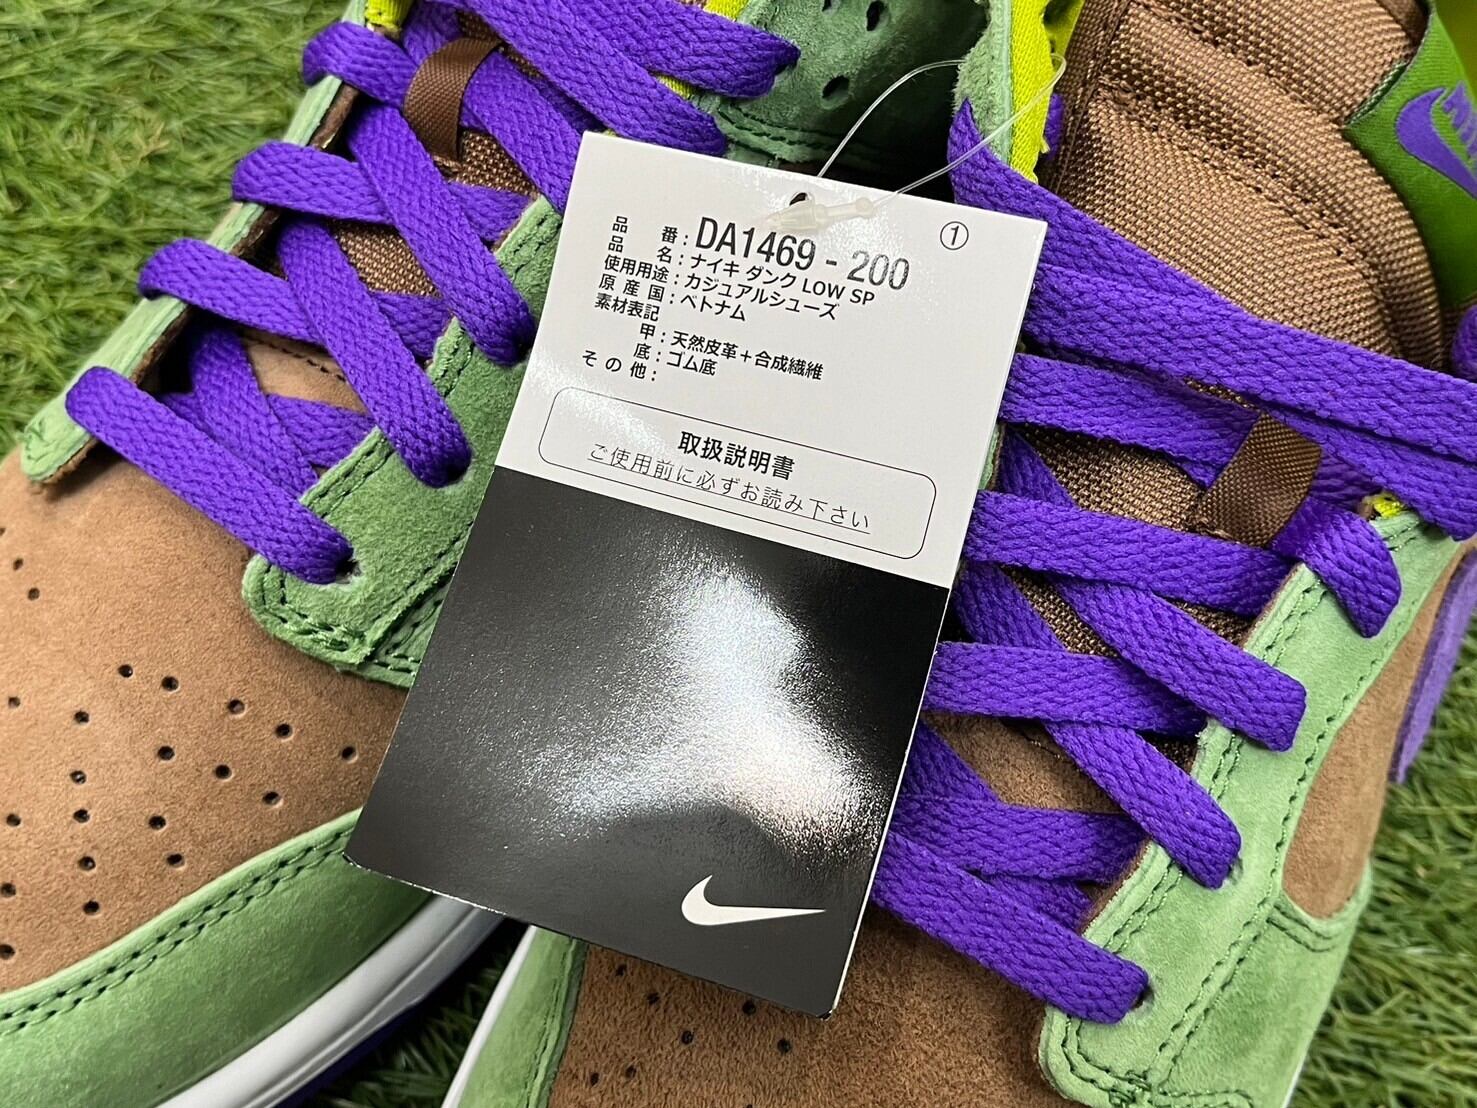 ①
品番：DA1469 - 200
品名：ナイキ ダンク LOW SP
使用用途：カジュアルシューズ
原産国：ベトナム
素材表記
甲：天然皮革＋合成繊維
底：ゴム底
その他：
取扱説明書
ご使用前に必ずお読み下さい